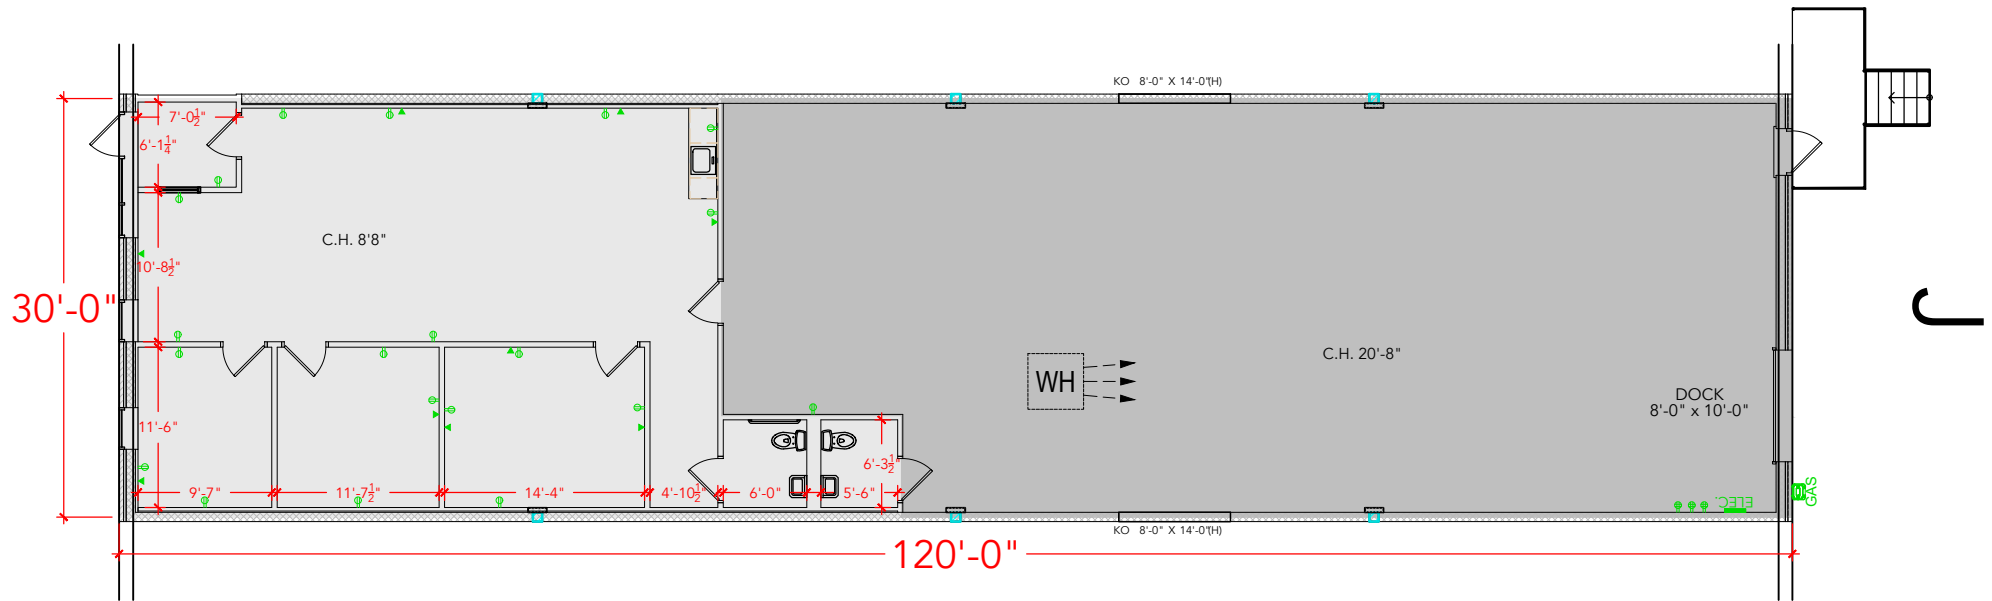 KO 8'-0" X 14'-0"(H)
7'-0½"
6'-1¼"
C.H. 8'8"
10'-8½"
30'-0"
J
C.H. 20'-8"
WH
DOCK
8'-0" x 10'-0"
11'-6"
6'-3½"
9'-7"
11'-7½"
14'-4"
4'-10½"
6'-0"
5'-6"
ELEC.
GAS
KO 8'-0" X 14'-0"(H)
120'-0"